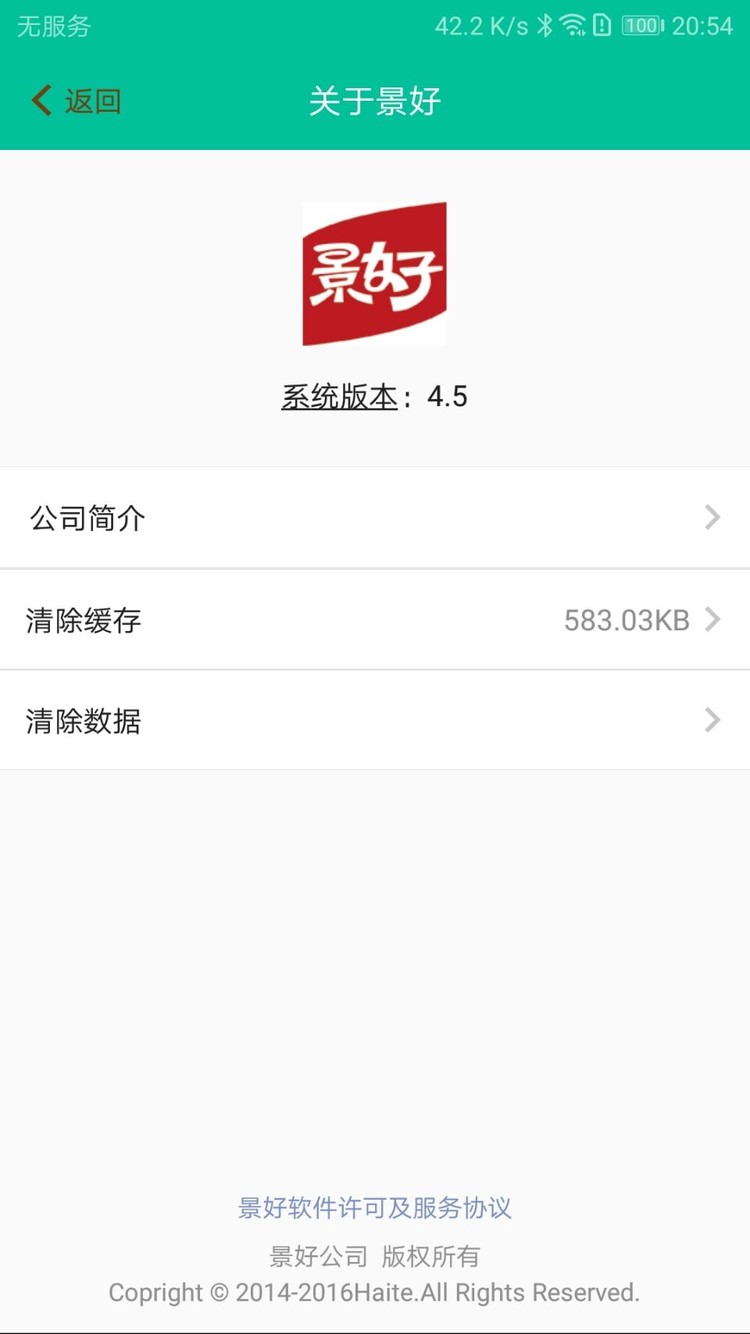 无服务 42.2 K/s 100 20:54
返回 关于景好
景好
系统版本：4.5
公司简介
清除缓存 583.03KB
清除数据
景好软件许可及服务协议
景好公司 版权所有
Copright © 2014-2016Haite.All Rights Reserved.